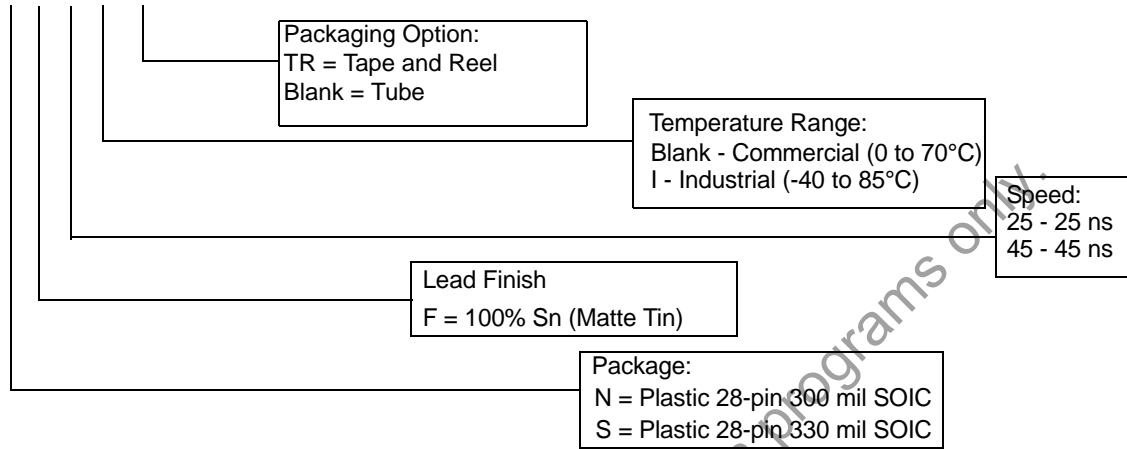 Packaging Option:
TR = Tape and Reel
Blank = Tube
Temperature Range:
Blank - Commercial (0 to 70°C)
I - Industrial (-40 to 85°C)
Speed:
25 - 25 ns
45 - 45 ns
Lead Finish
F = 100% Sn (Matte Tin)
Package:
N = Plastic 28-pin 300 mil SOIC
S = Plastic 28-pin 330 mil SOIC
programs only.